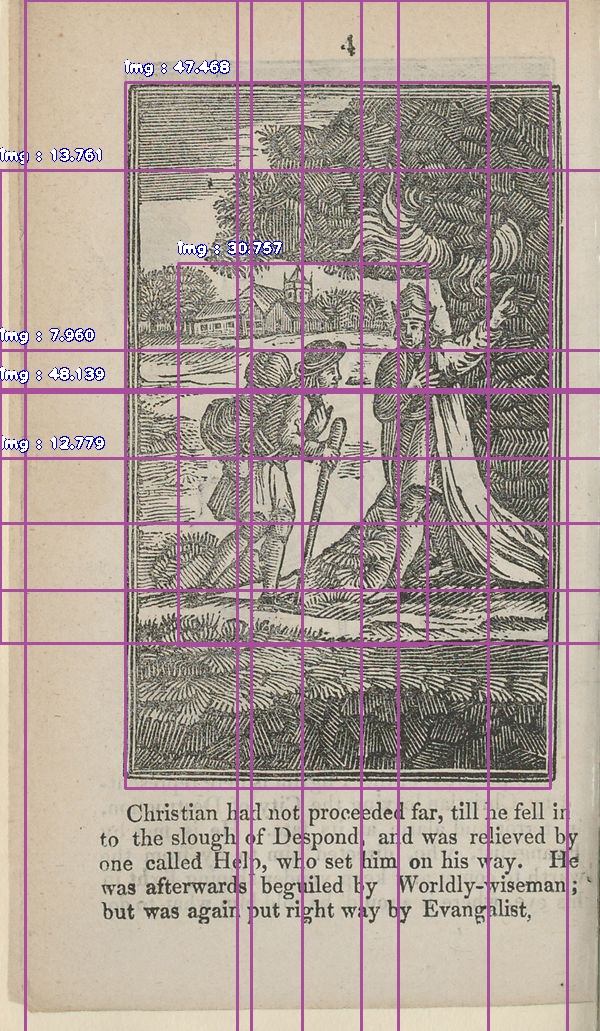 4
img : 47.468
img : 13.761
img : 30.757
img : 7.960
img : 48.139
img : 12.779
Christian had not proceeded far, till he fell in
to the slough of Despond, and was relieved by
one called Help, who set him on his way. He
was afterwards beguiled by Worldly-wiseman;
but was again put right way by Evangalist,